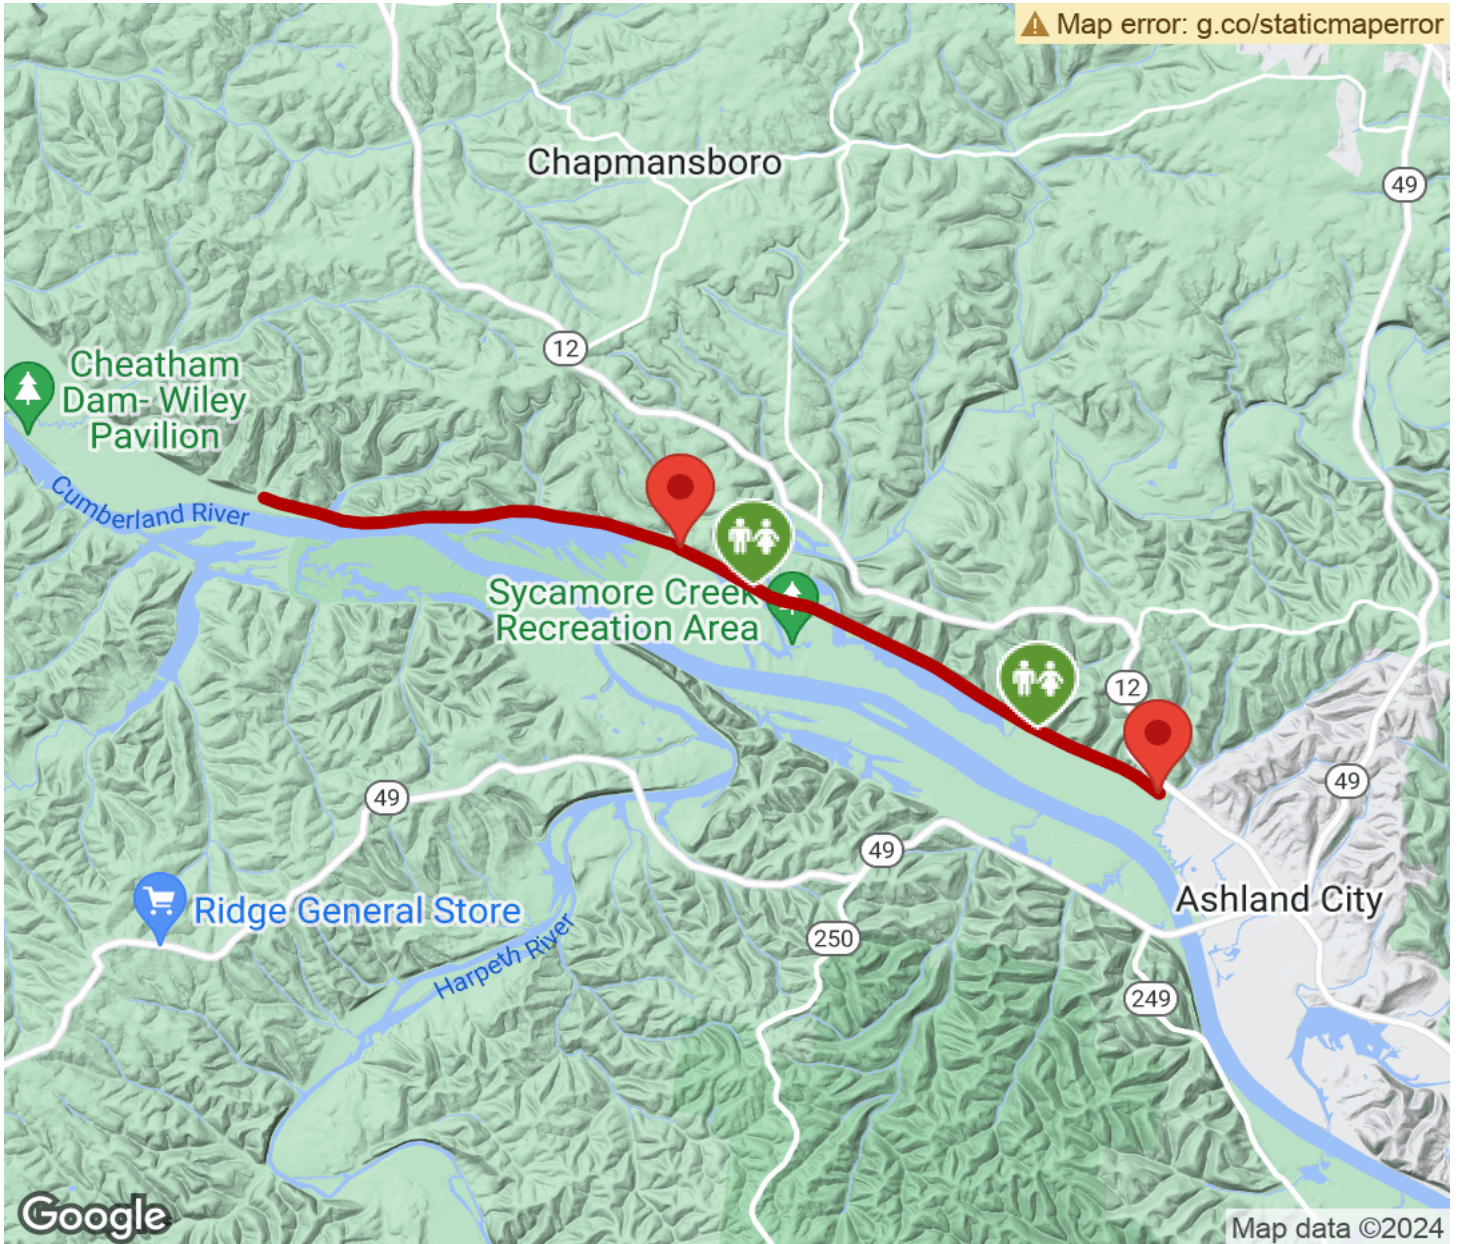 Map error: g.co/staticmaperror
Chapmansboro
49
12
Cheatham
Dam- Wiley
Pavilion
Cumberland River
Sycamore Creek
Recreation Area
12
49
49
49
Ridge General Store
Ashland City
250
Harpeth River
249
Google
Map data ©2024